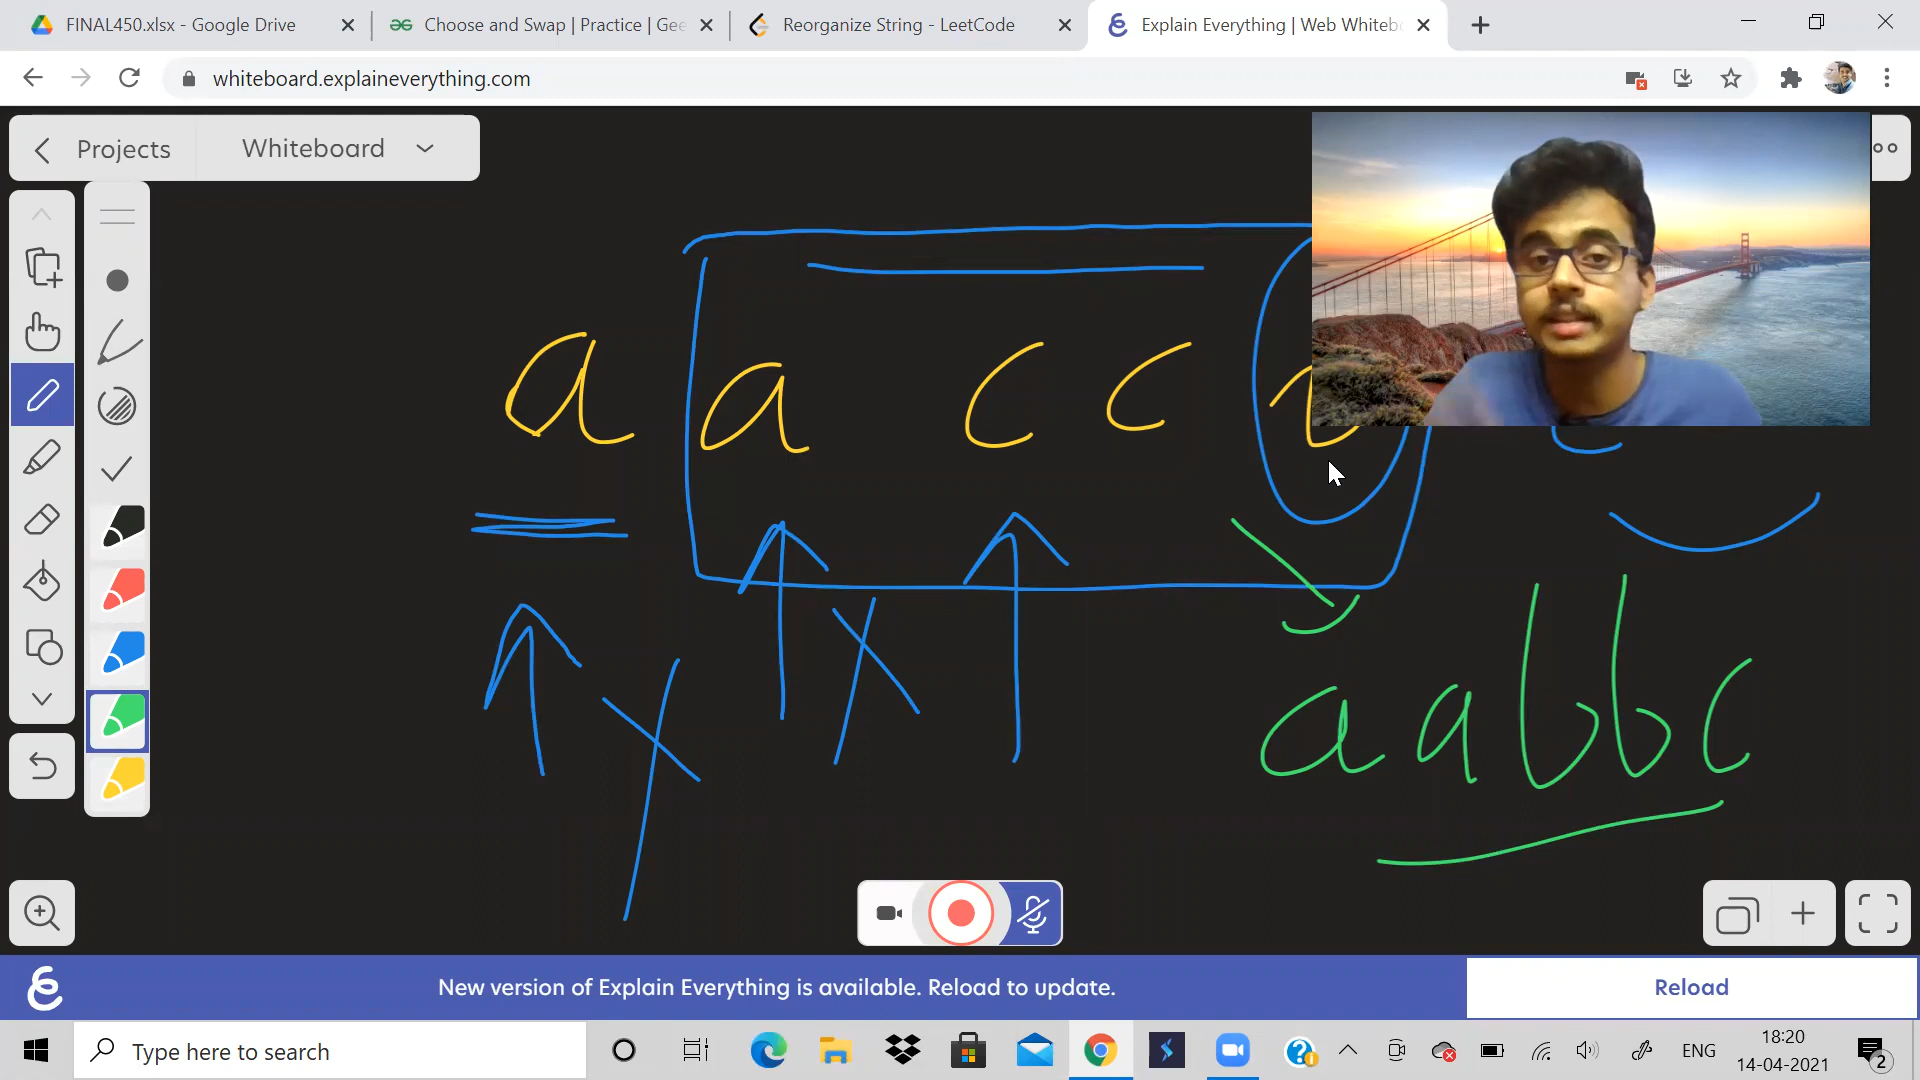 FINAL450.xlsx - Google Drive
Choose and Swap | Practice | Gee
Reorganize String - LeetCode
Explain Everything | Web Whiteb
whiteboard.explaineverything.com
Projects
Whiteboard
a a c c
a a b b c
New version of Explain Everything is available. Reload to update.
Reload
Type here to search
ENG
18:20
14-04-2021
2